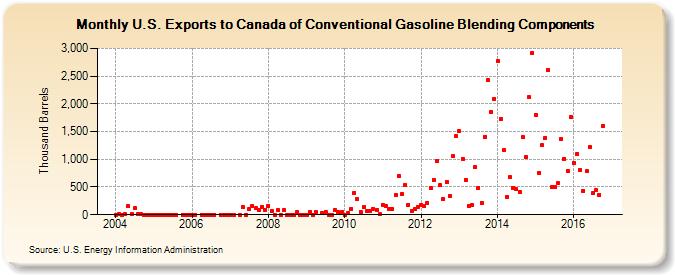 Monthly U.S. Exports to Canada of Conventional Gasoline Blending Components
Thousand Barrels
3,000
2,500
2,000
1,500
1,000
500
0
2004 2006 2008 2010 2012 2014 2016
Source: U.S. Energy Information Administration